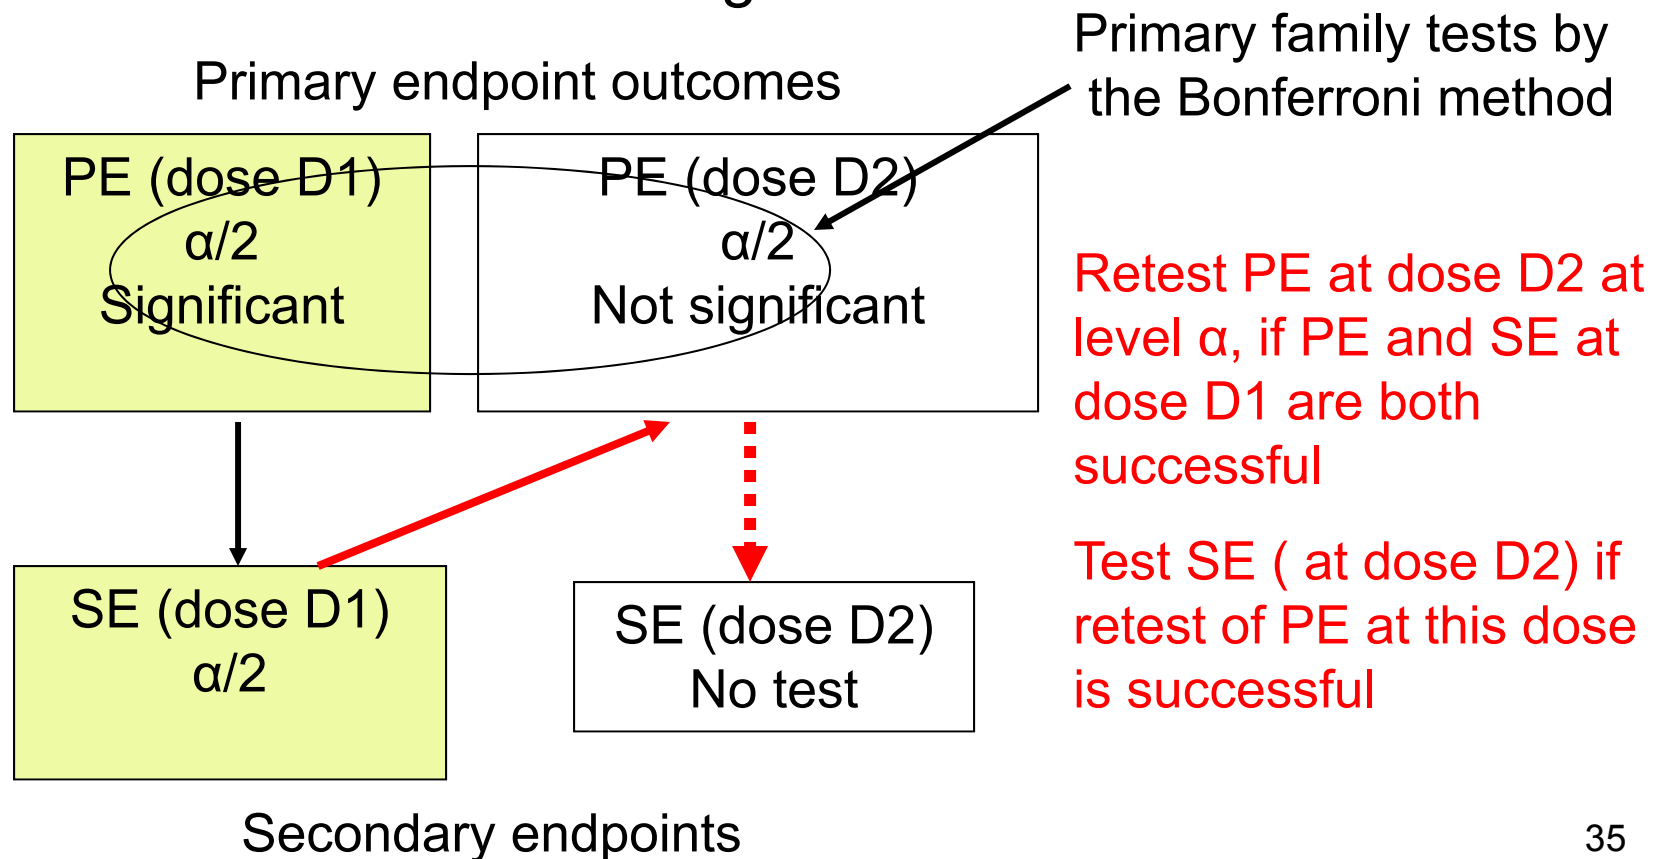 Primary family tests by
the Bonferroni method
Primary endpoint outcomes
PE (dose D1)
α/2
Significant
PE (dose D2)
α/2
Not significant
Retest PE at dose D2 at
level α, if PE and SE at
dose D1 are both
successful
Test SE ( at dose D2) if
retest of PE at this dose
is successful
SE (dose D1)
α/2
SE (dose D2)
No test
Secondary endpoints
35